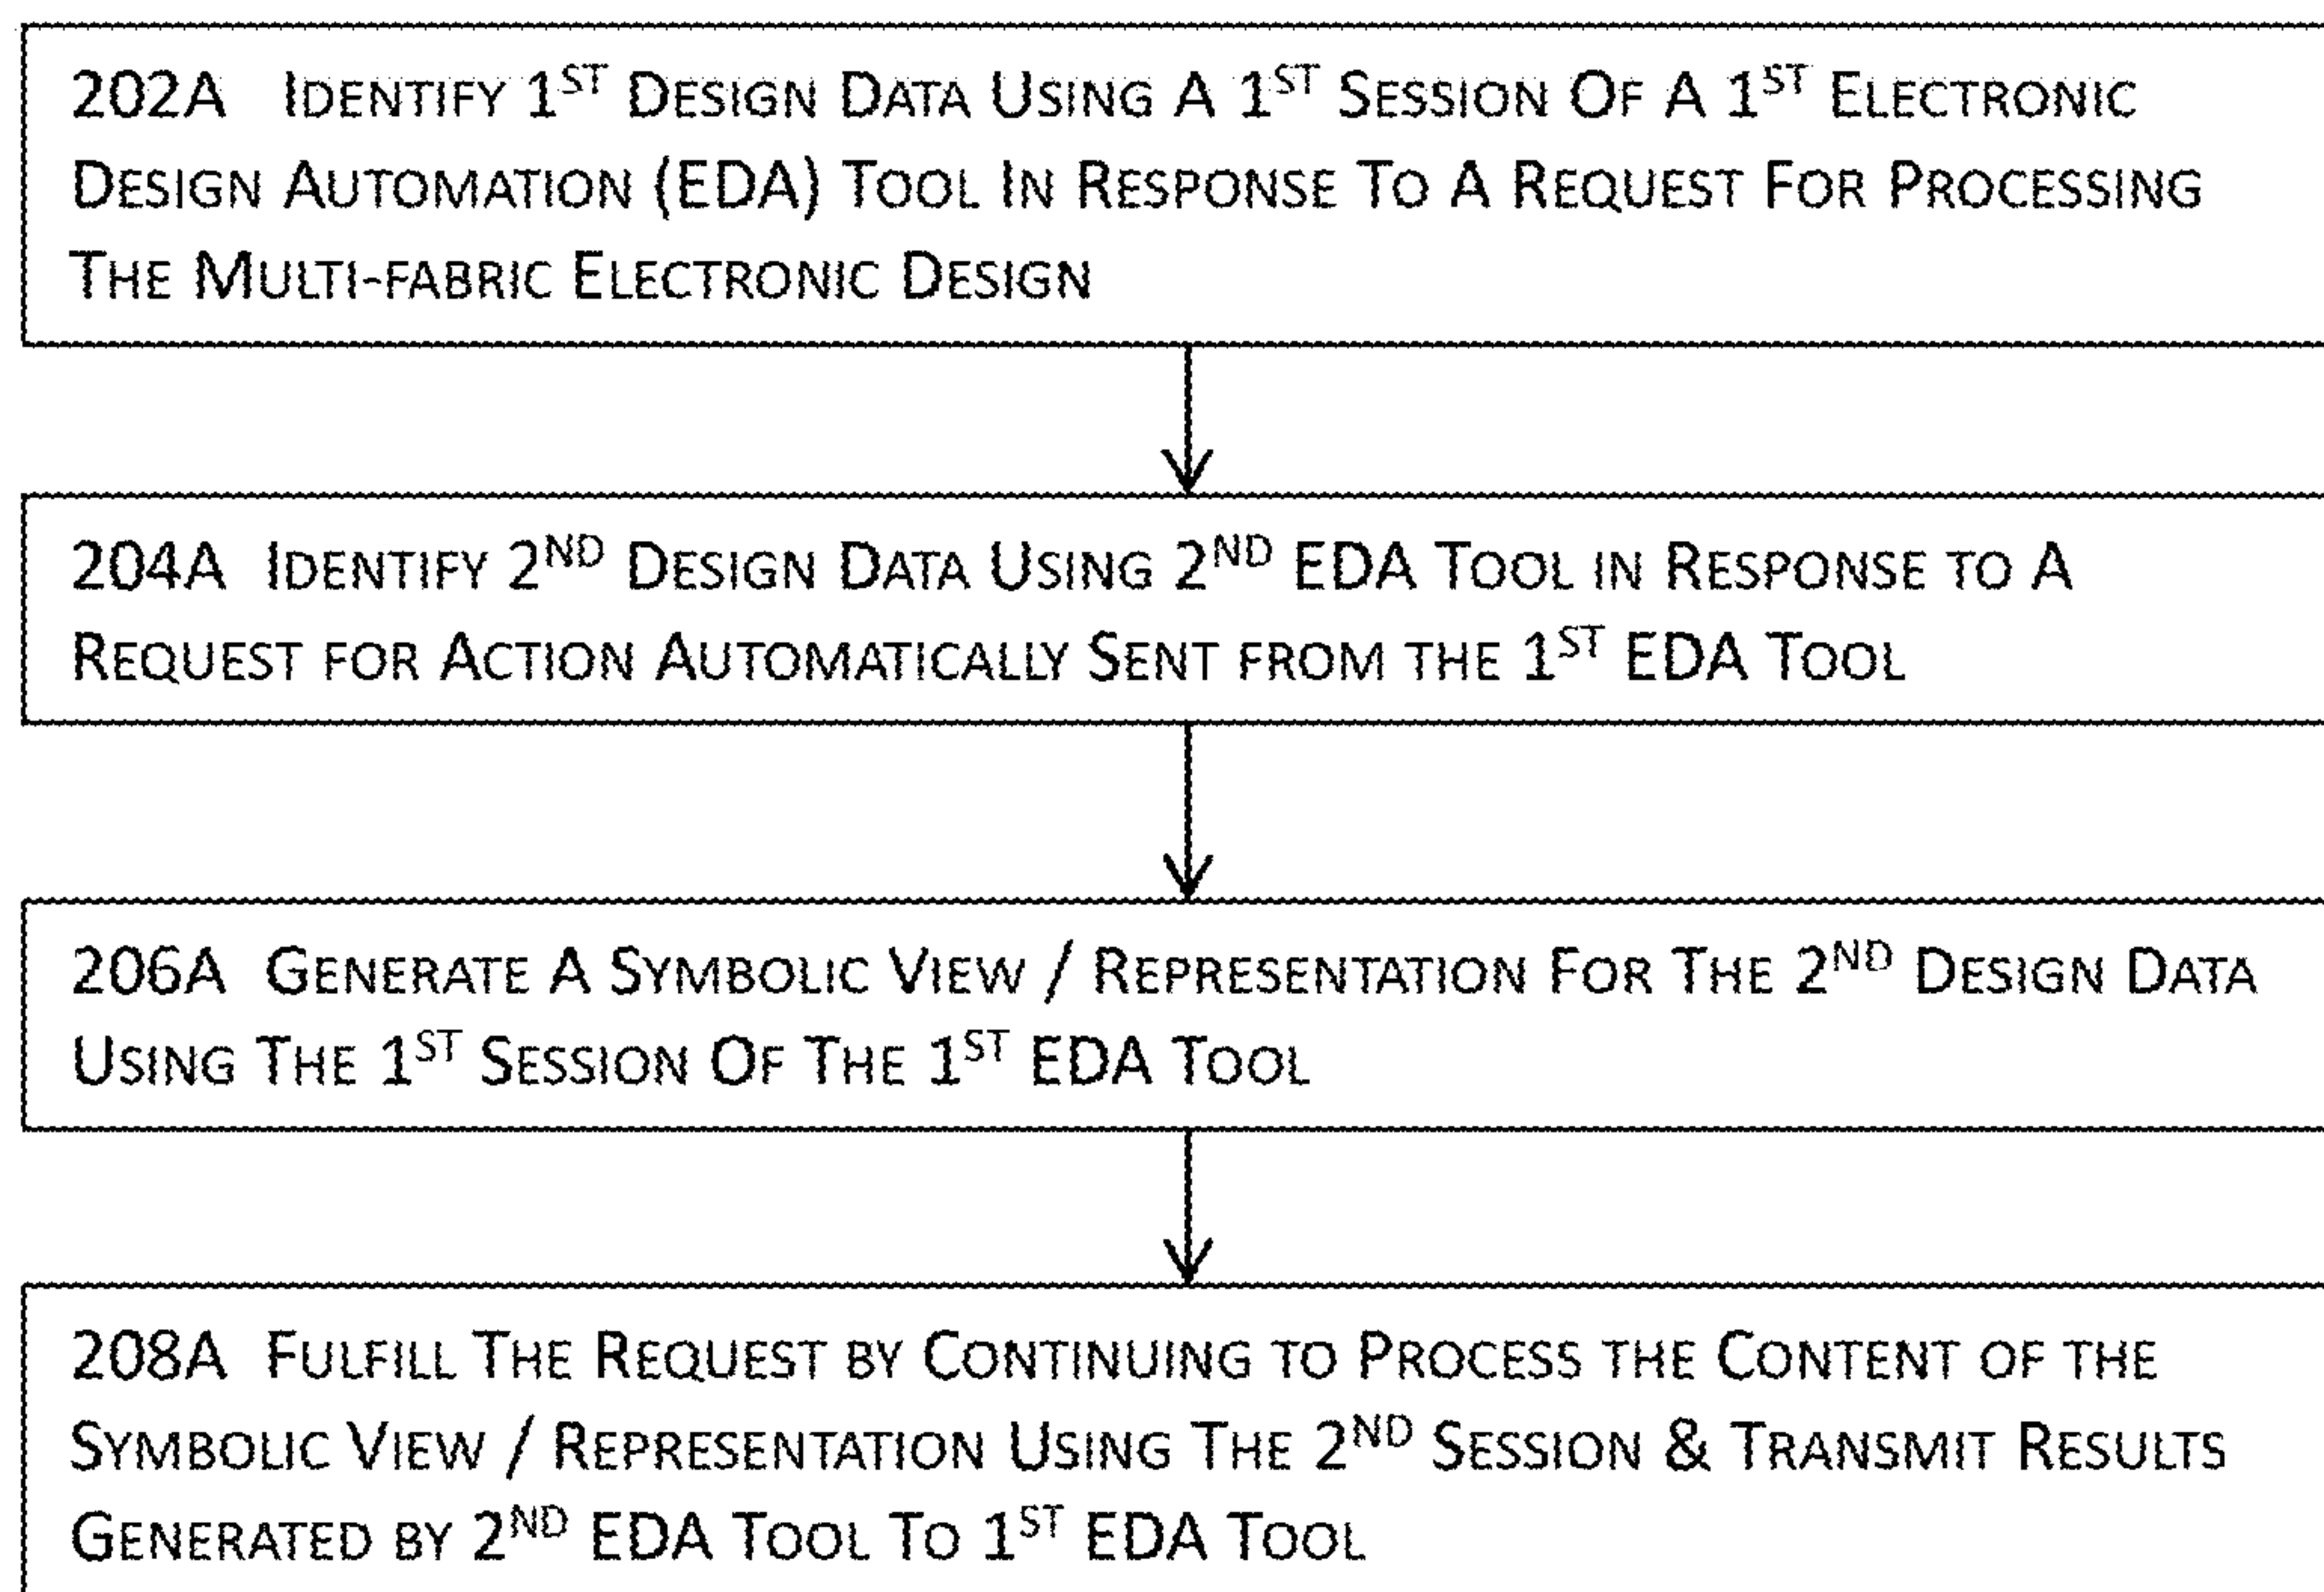 202A Identify 1ST Design Data Using A 1ST Session Of A 1ST Electronic
Design Automation (EDA) Tool In Response To A Request For Processing
The Multi-fabric Electronic Design
204A Identify 2ND Design Data Using 2ND EDA Tool in Response to A
Request for Action Automatically Sent from the 1ST EDA Tool
206A Generate A Symbolic View / Representation For The 2ND Design Data
Using The 1ST Session Of The 1ST EDA Tool
208A Fulfill The Request by Continuing to Process the Content of the
Symbolic View / Representation Using The 2ND Session & Transmit Results
Generated by 2ND EDA Tool To 1ST EDA Tool